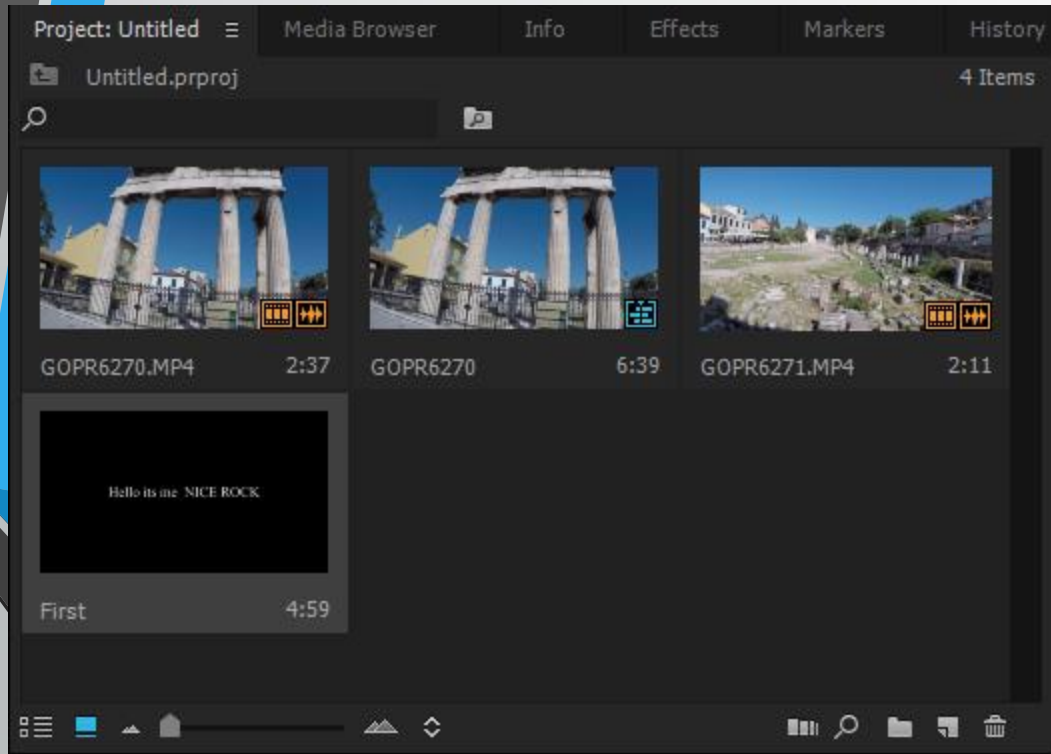 Project: Untitled Media Browser Info Effects Markers History
Untitled.prproj 4 Items
GOPR6270.MP4 2:37 GOPR6270 6:39 GOPR6271.MP4 2:11
Hello its me NICE ROCK
First 4:59